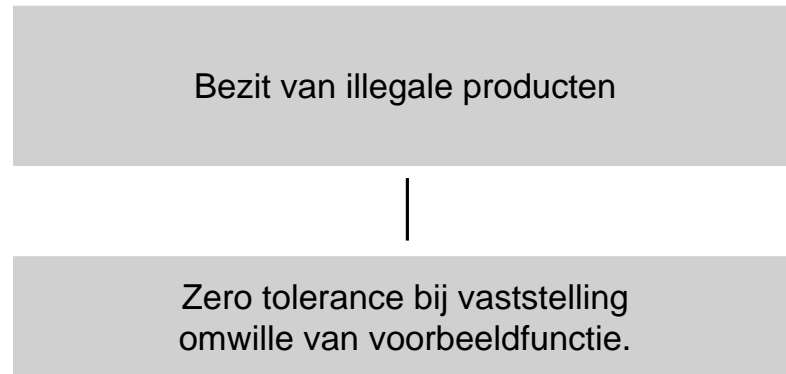 Bezit van illegale producten
Zero tolerance bij vaststelling
omwille van voorbeeldfunctie.